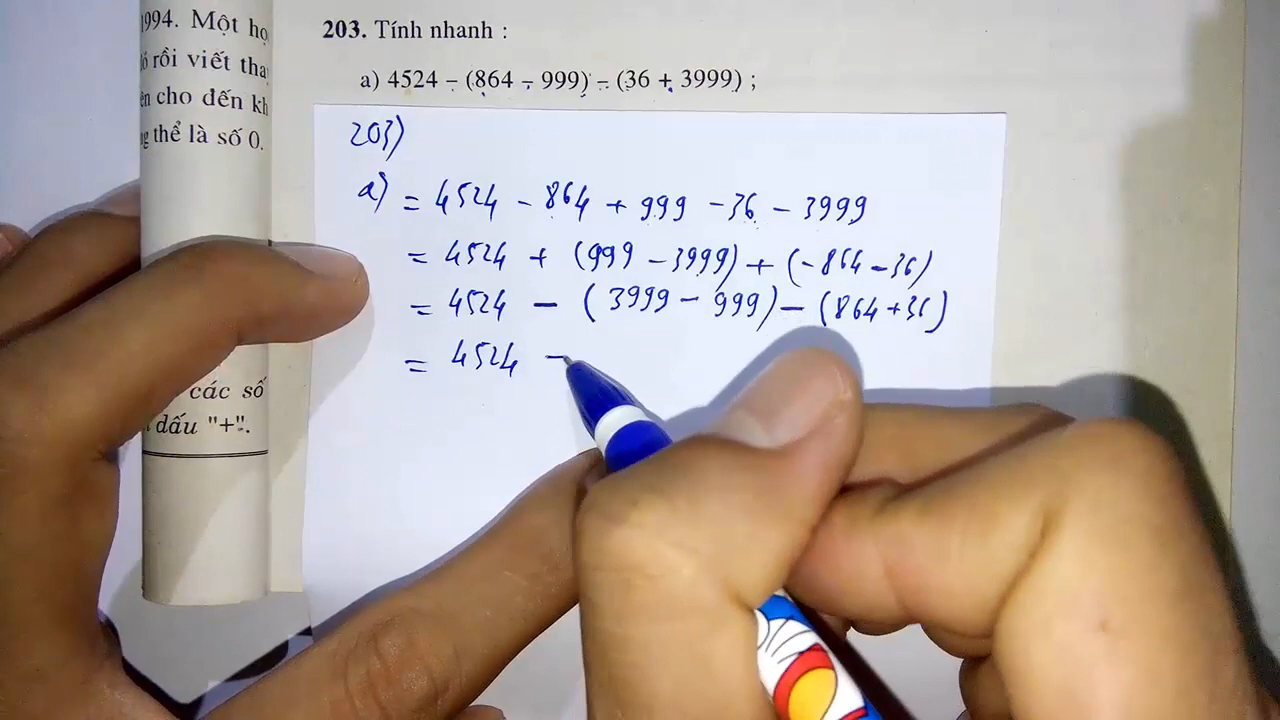 1994. Một họ
rồi viết tha
cho đến kh
thể là số 0.
các số
dấu "+".
203. Tính nhanh :
a) 4524 – (864 – 999) – (36 + 3999) ;
203)
a) = 4524 - 864 + 999 - 36 - 3999
= 4524 + (999 - 3999) + (-864 - 36)
= 4524 - (3999 - 999) - (864 + 36)
= 4524 -